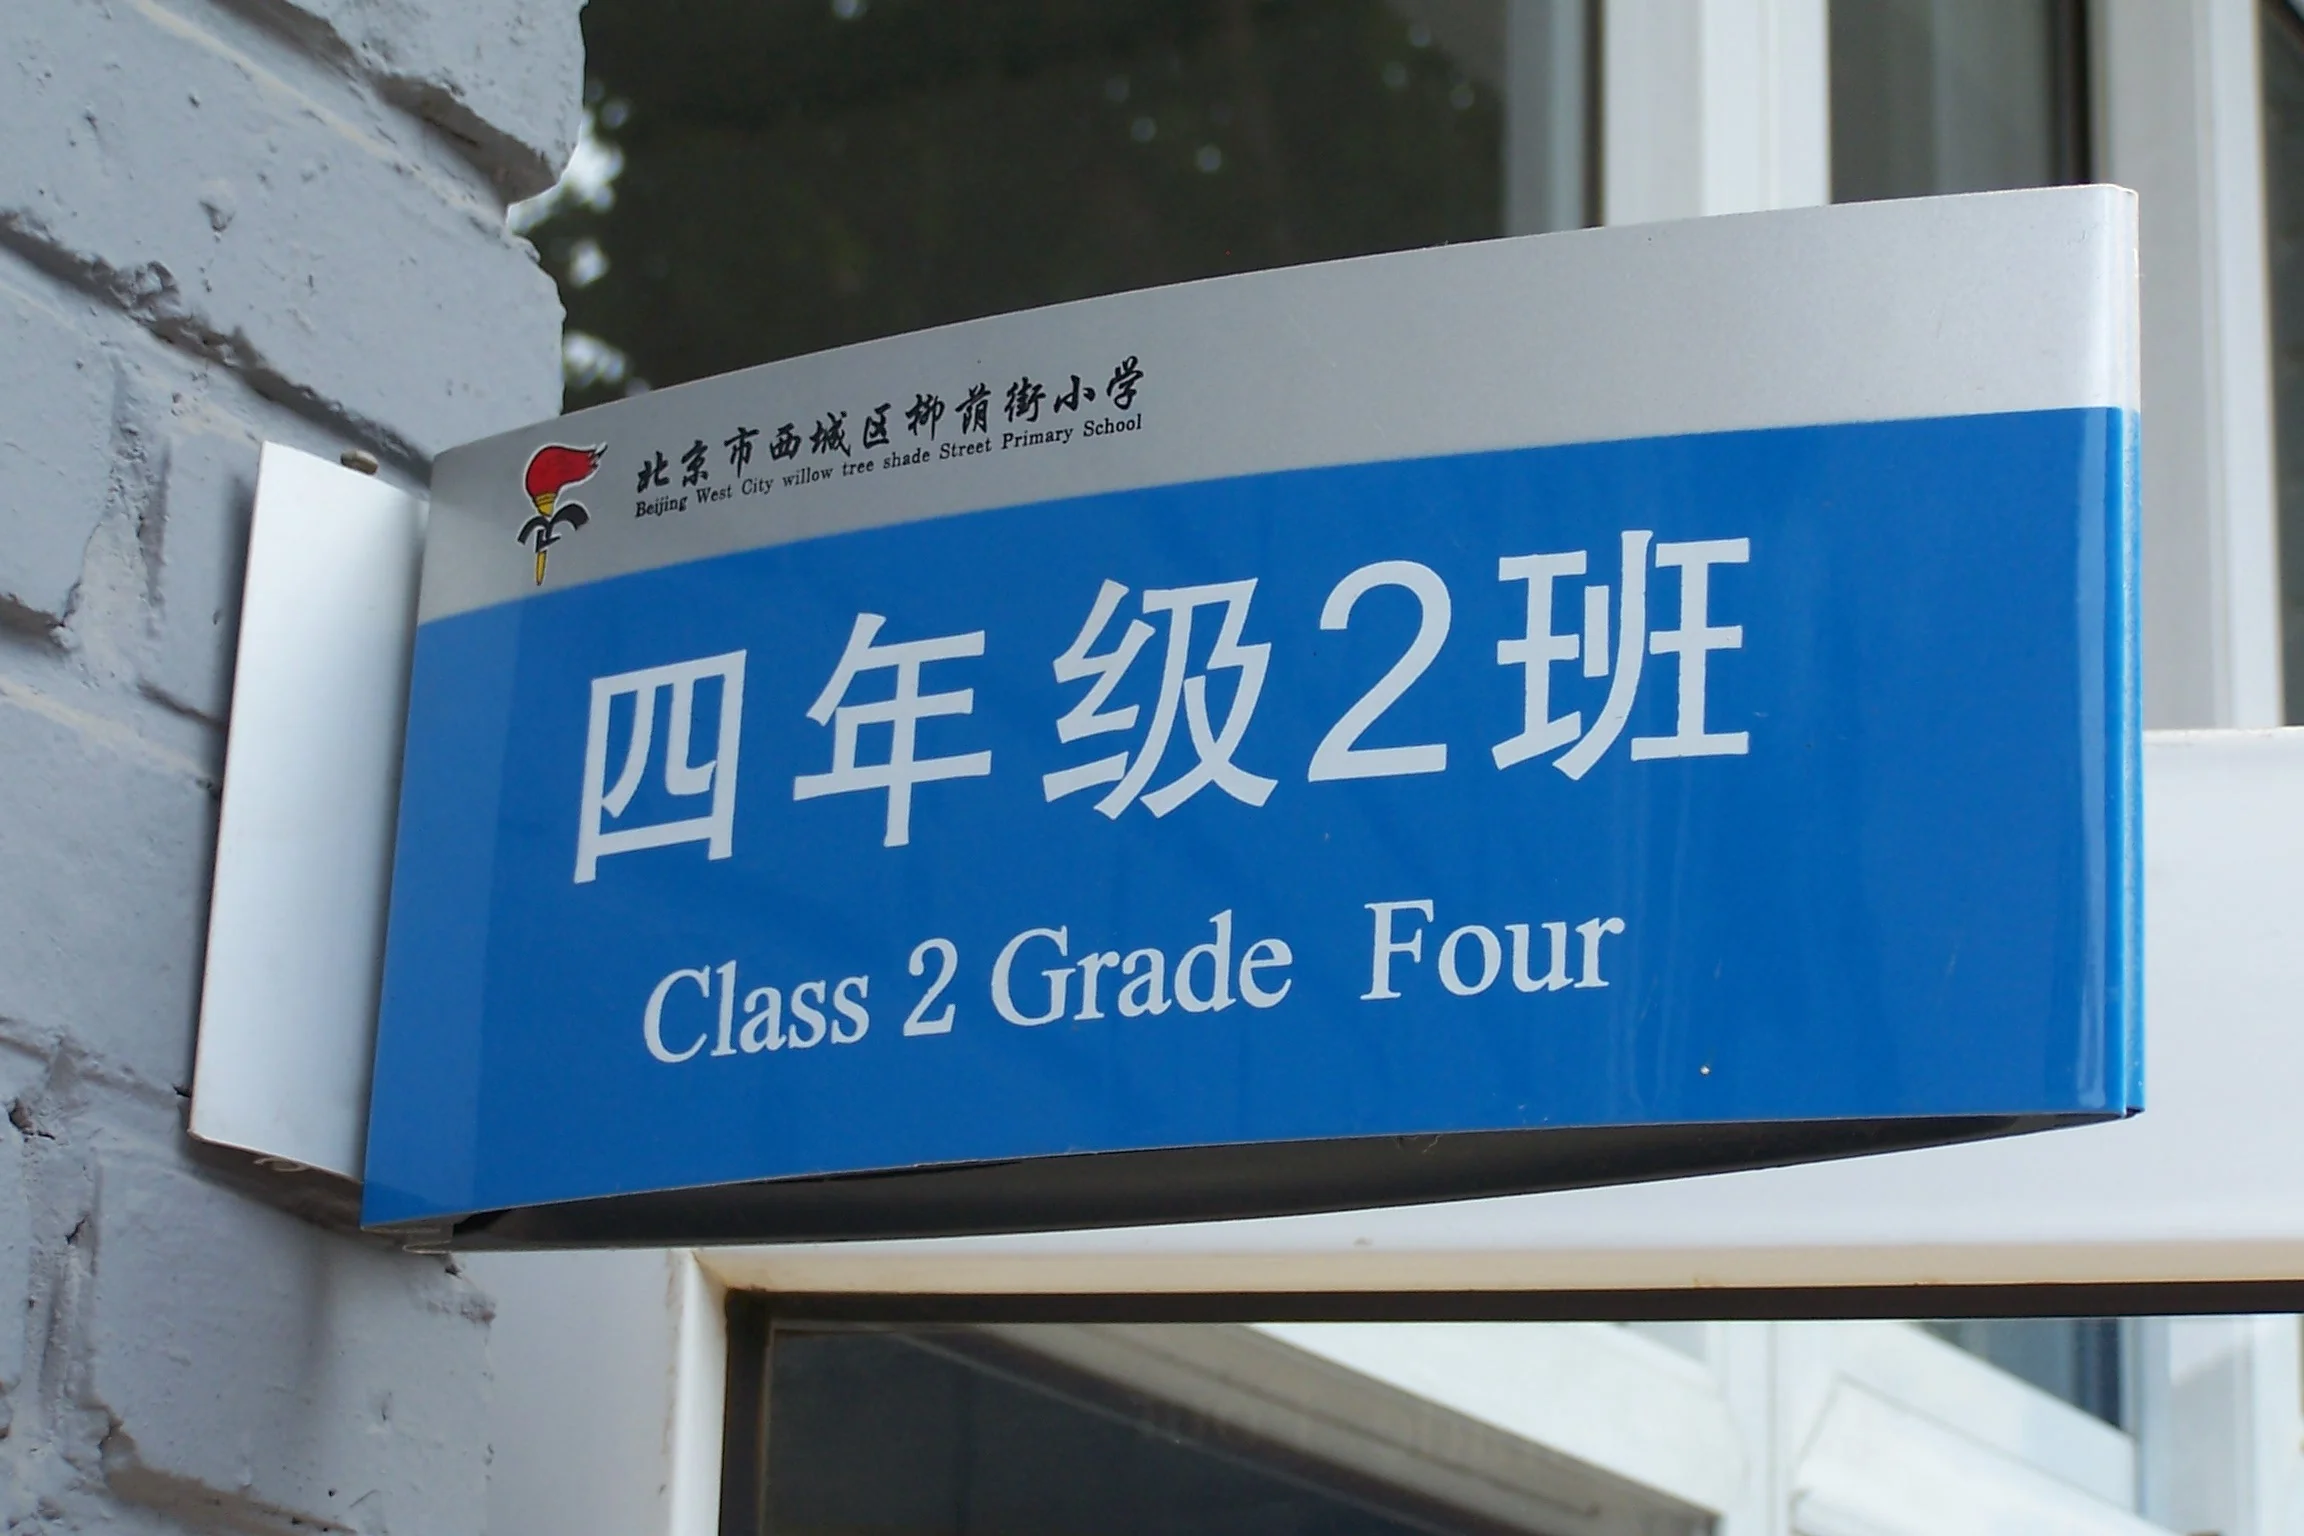 北京市西城区柳荫街小学
Beijing West City willow tree shade Street Primary School
四年级2班
Class 2 Grade Four